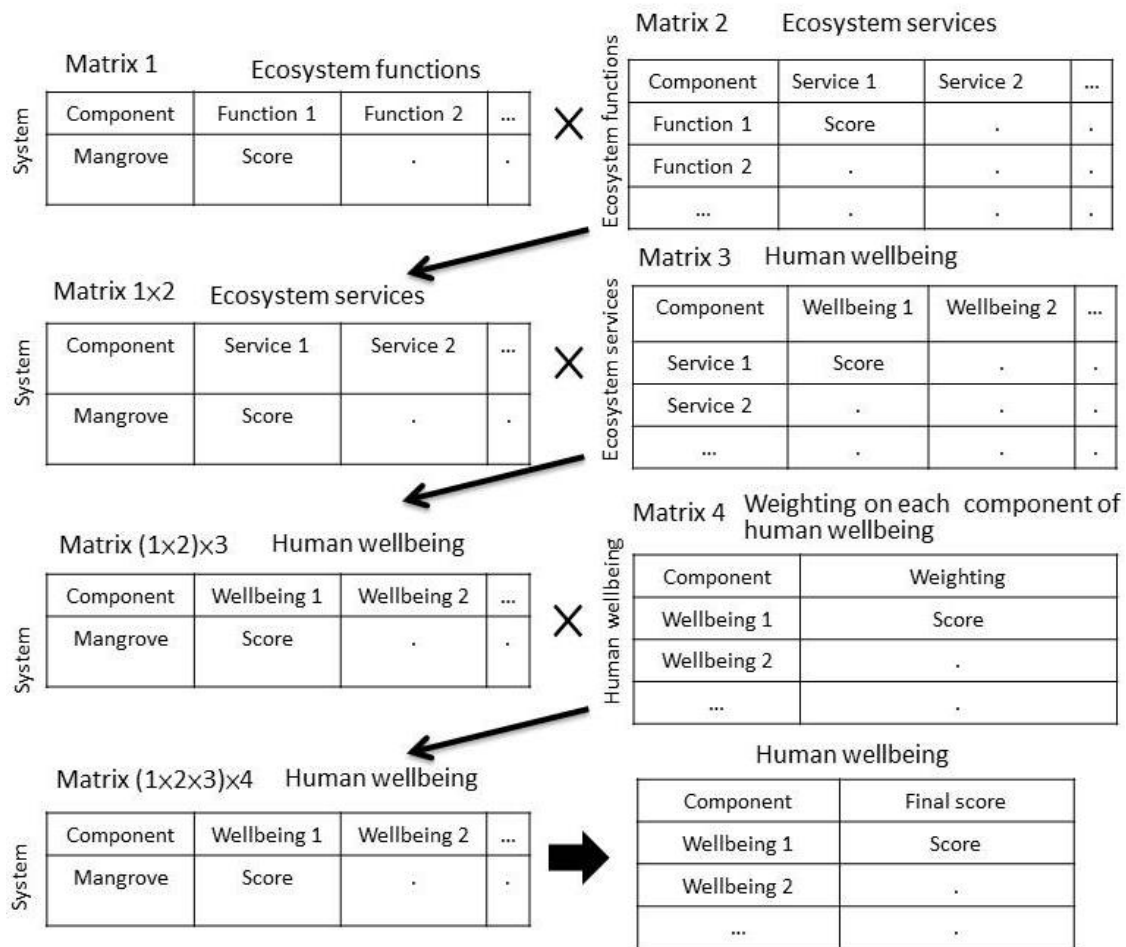 Matrix 1
Ecosystem functions
System
Component Function 1 Function 2 ...
Mangrove Score . .
×
Matrix 2 Ecosystem services
Ecosystem functions
Component Service 1 Service 2 ...
Function 1 Score . .
Function 2 . . .
... . . .
Matrix 1×2 Ecosystem services
System
Component Service 1 Service 2 ...
Mangrove Score . .
×
Matrix 3 Human wellbeing
Ecosystem services
Component Wellbeing 1 Wellbeing 2 ...
Service 1 Score . .
Service 2 . . .
... . . .
Matrix (1×2)×3 Human wellbeing
System
Component Wellbeing 1 Wellbeing 2 ...
Mangrove Score . .
×
Matrix 4 Weighting on each component of
human wellbeing
Human wellbeing
Component Weighting
Wellbeing 1 Score
Wellbeing 2 .
... .
Matrix (1×2×3)×4 Human wellbeing
System
Component Wellbeing 1 Wellbeing 2 ...
Mangrove Score . .
Human wellbeing
Component Final score
Wellbeing 1 Score
Wellbeing 2 .
... .